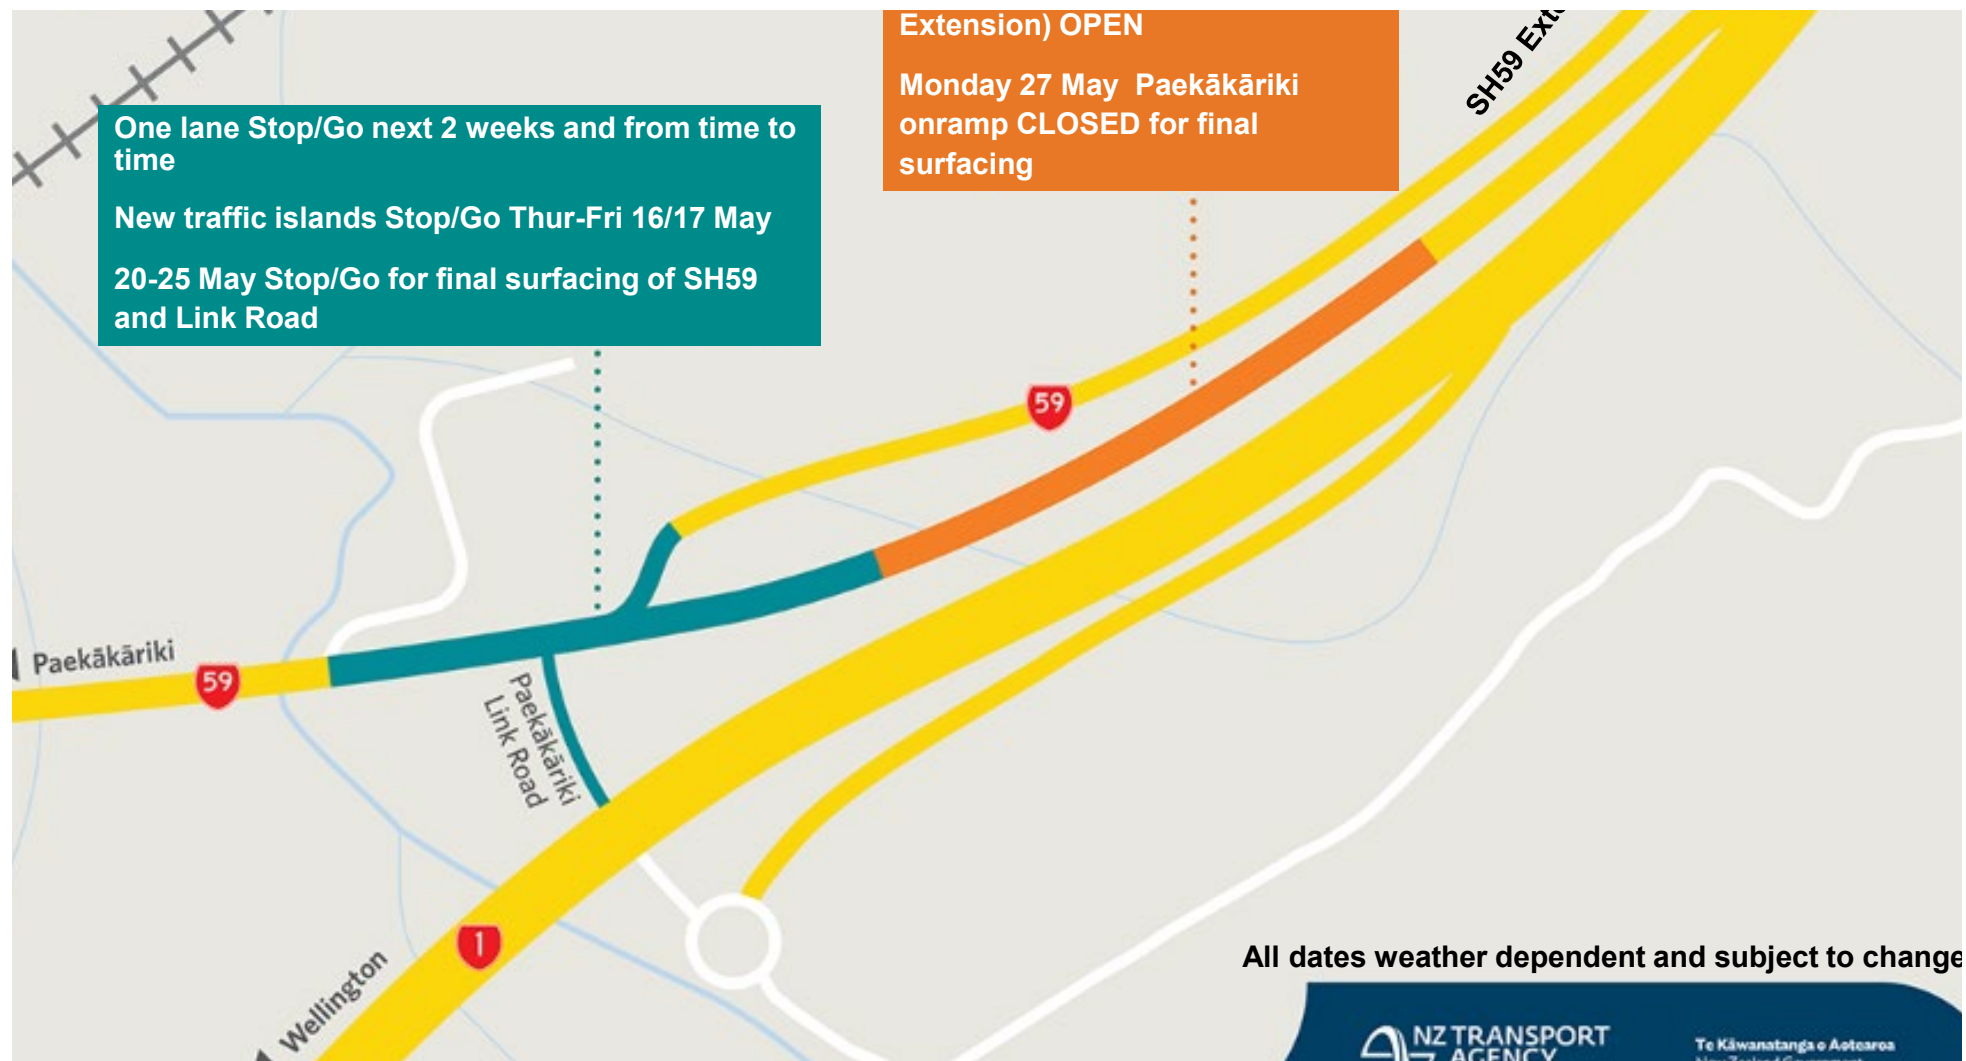 Extension) OPEN
Monday 27 May Paekākāriki
onramp CLOSED for final
surfacing
SH59
One lane Stop/Go next 2 weeks and from time to
time
New traffic islands Stop/Go Thur-Fri 16/17 May
20-25 May Stop/Go for final surfacing of SH59
and Link Road
59
Paekākāriki
59
Paekākāriki
Link Road
1
Wellington
All dates weather dependent and subject to change
NZ TRANSPORT
AGENCY
Te Kāwanatanga o Aotearoa
New Zealand Government